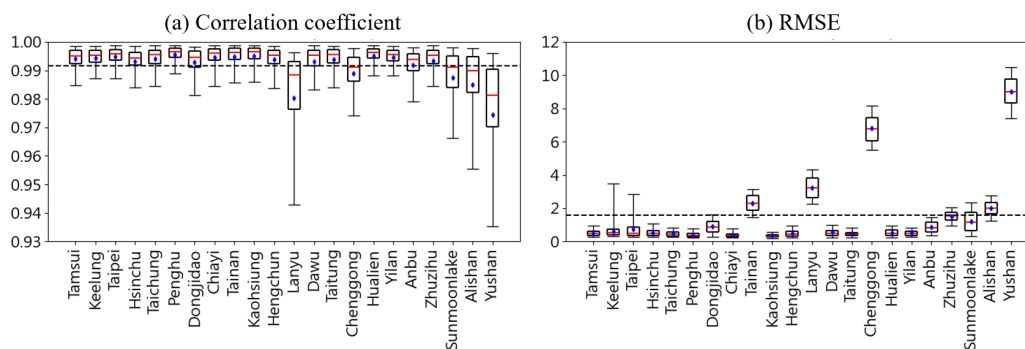 (a) Correlation coefficient
(b) RMSE
1.00
0.99
0.98
0.97
0.96
0.95
0.94
0.93
12
10
8
6
4
2
0
Tamsui
Keelung
Taipei
Hsinchu
Taichung
Penghu
Dongjidao
Chiayi
Tainan
Kaohsiung
Hengchun
Lanyu
Dawu
Taitung
Chenggong
Hualien
Yilan
Anbu
Zhuzihu
Sunmoonlake
Alishan
Yushan
Tamsui
Keelung
Taipei
Hsinchu
Taichung
Penghu
Dongjidao
Chiayi
Tainan
Kaohsiung
Hengchun
Lanyu
Dawu
Taitung
Chenggong
Hualien
Yilan
Anbu
Zhuzihu
Sunmoonlake
Alishan
Yushan